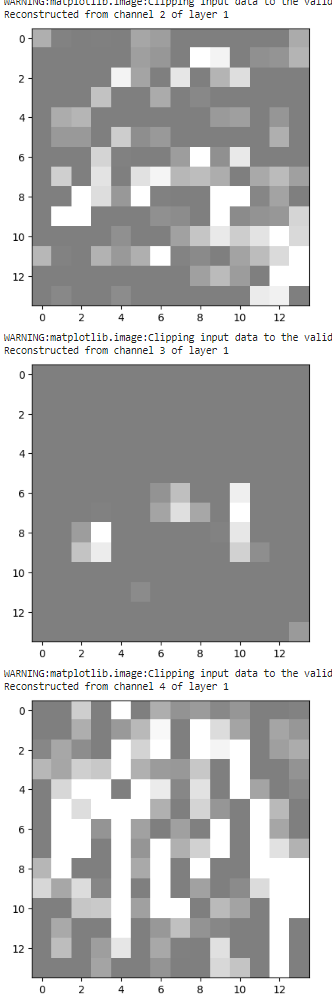 WARNING:matplotlib.image:Clipping input data to the valid
Reconstructed from channel 2 of layer 1
0
2
4
6
8
10
12
0 2 4 6 8 10 12
WARNING:matplotlib.image:Clipping input data to the valid
Reconstructed from channel 3 of layer 1
0
2
4
6
8
10
12
0 2 4 6 8 10 12
WARNING:matplotlib.image:Clipping input data to the valid
Reconstructed from channel 4 of layer 1
0
2
4
6
8
10
12
0 2 4 6 8 10 12